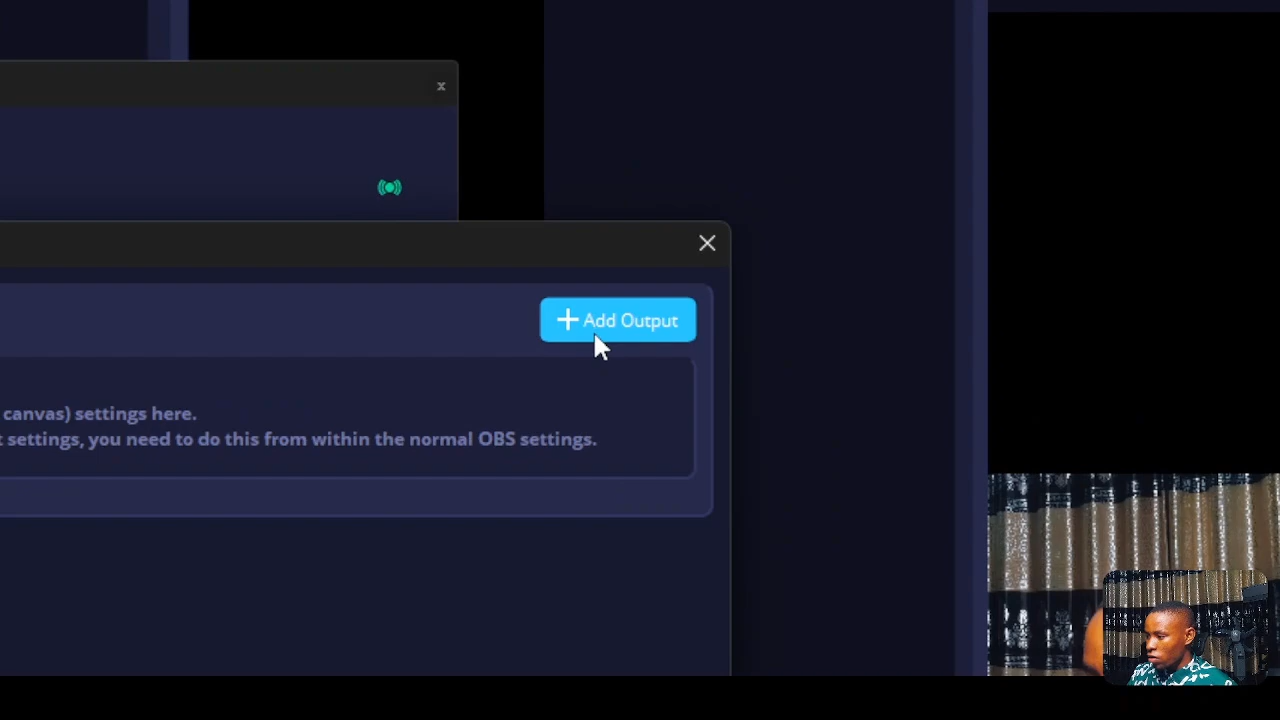 x
Add Output
canvas) settings here.
settings, you need to do this from within the normal OBS settings.